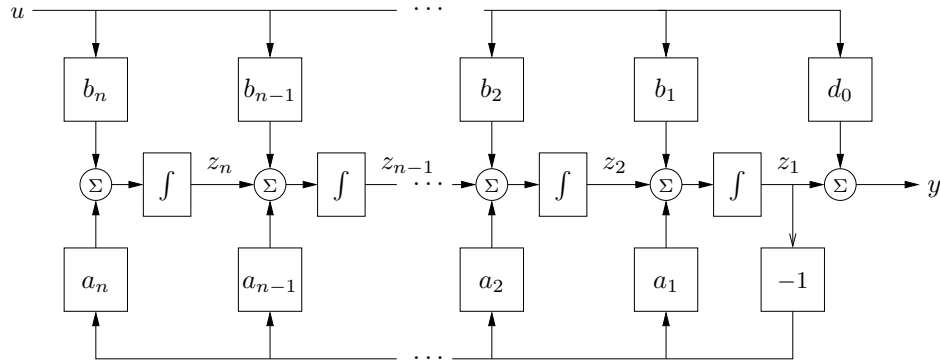 u ⋯
b_n b_{n−1} b_2 b_1 d_0
Σ ∫ z_n Σ ∫ z_{n−1} ⋯ Σ ∫ z_2 Σ ∫ z_1 Σ y
a_n a_{n−1} a_2 a_1 −1
⋯